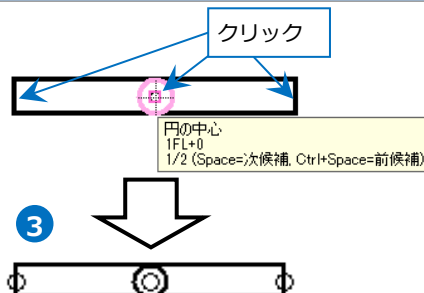 クリック
円の中心
1FL+0
1/2 (Space=次候補, Ctrl+Space=前候補)
3